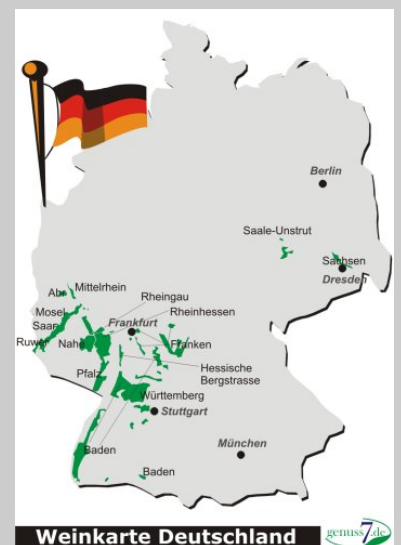 Berlin
Saale-Unstrut
Sachsen
Dresden
Ahr
Mittelrhein
Rheingau
Mosel
Saar
Rheinhessen
Frankfurt
Ruwer
Nahe
Franken
Pfalz
Hessische
Bergstrasse
Württemberg
Stuttgart
München
Baden
Baden
Weinkarte Deutschland
genuss7.de